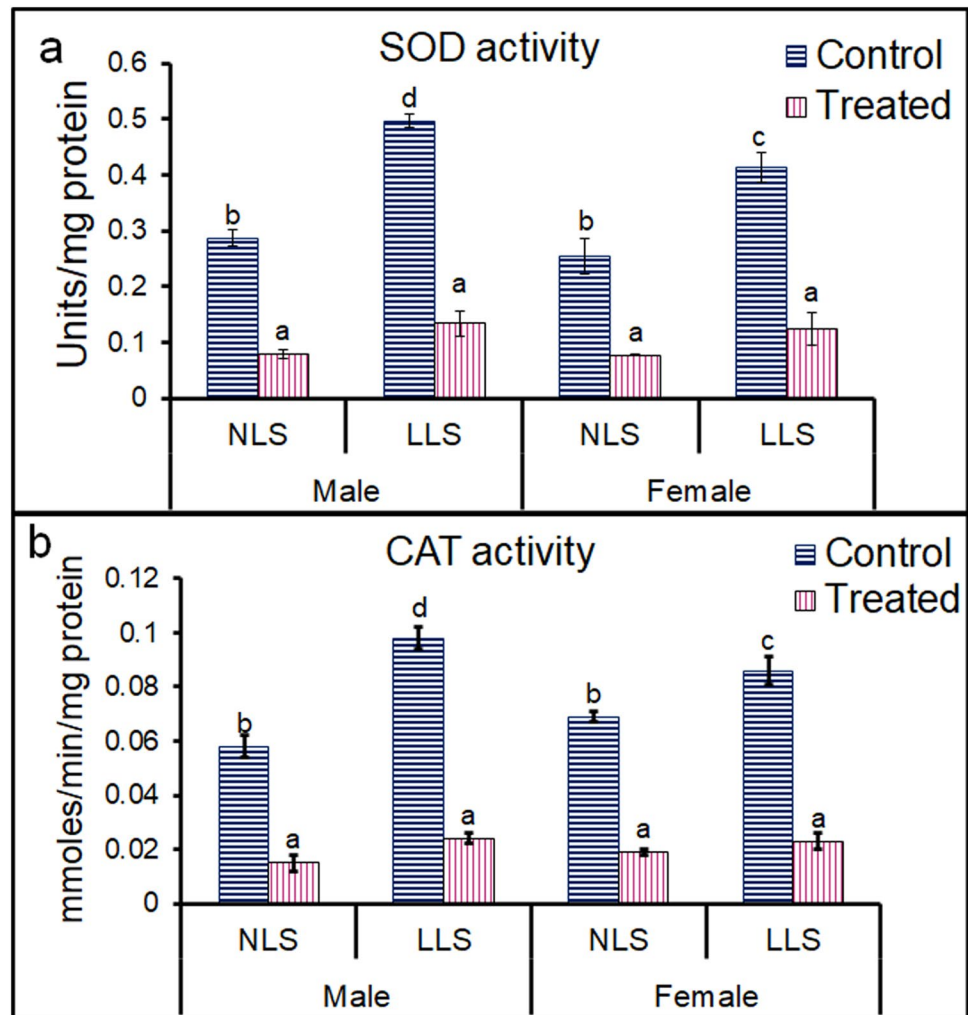 a
SOD activity
Control
Treated
Units/mg protein
0.6
0.5
0.4
0.3
0.2
0.1
0
b
a
d
a
b
a
c
a
NLS LLS NLS LLS
Male Female
b
CAT activity
Control
Treated
mmoles/min/mg protein
0.12
0.1
0.08
0.06
0.04
0.02
0
b
a
d
a
b
a
c
a
NLS LLS NLS LLS
Male Female